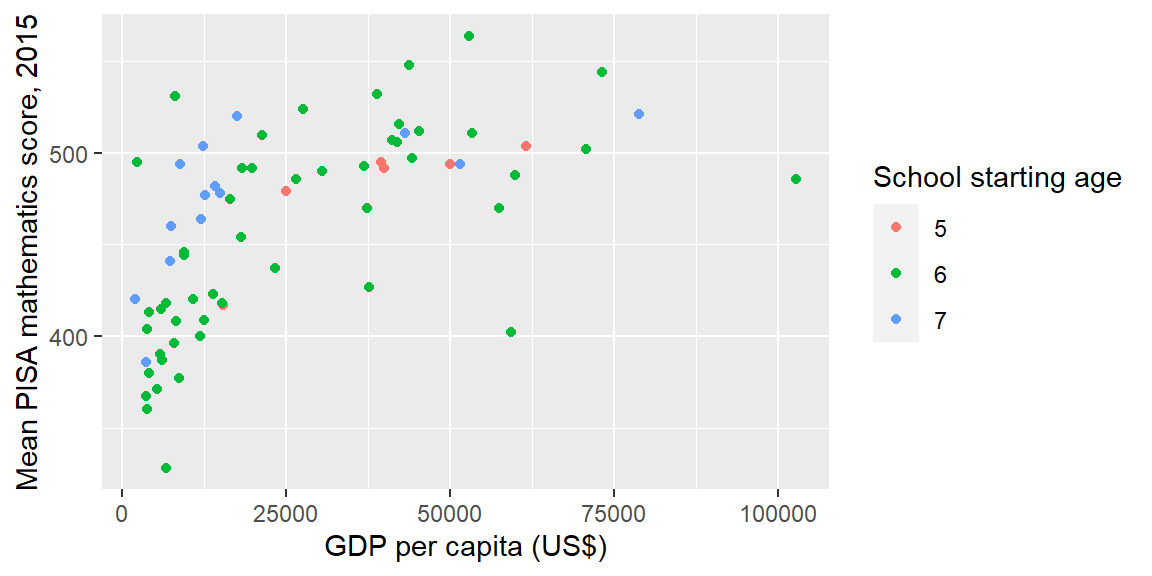 Mean PISA mathematics score, 2015
500
400
0 25000 50000 75000 100000
GDP per capita (US$)
School starting age
5
6
7